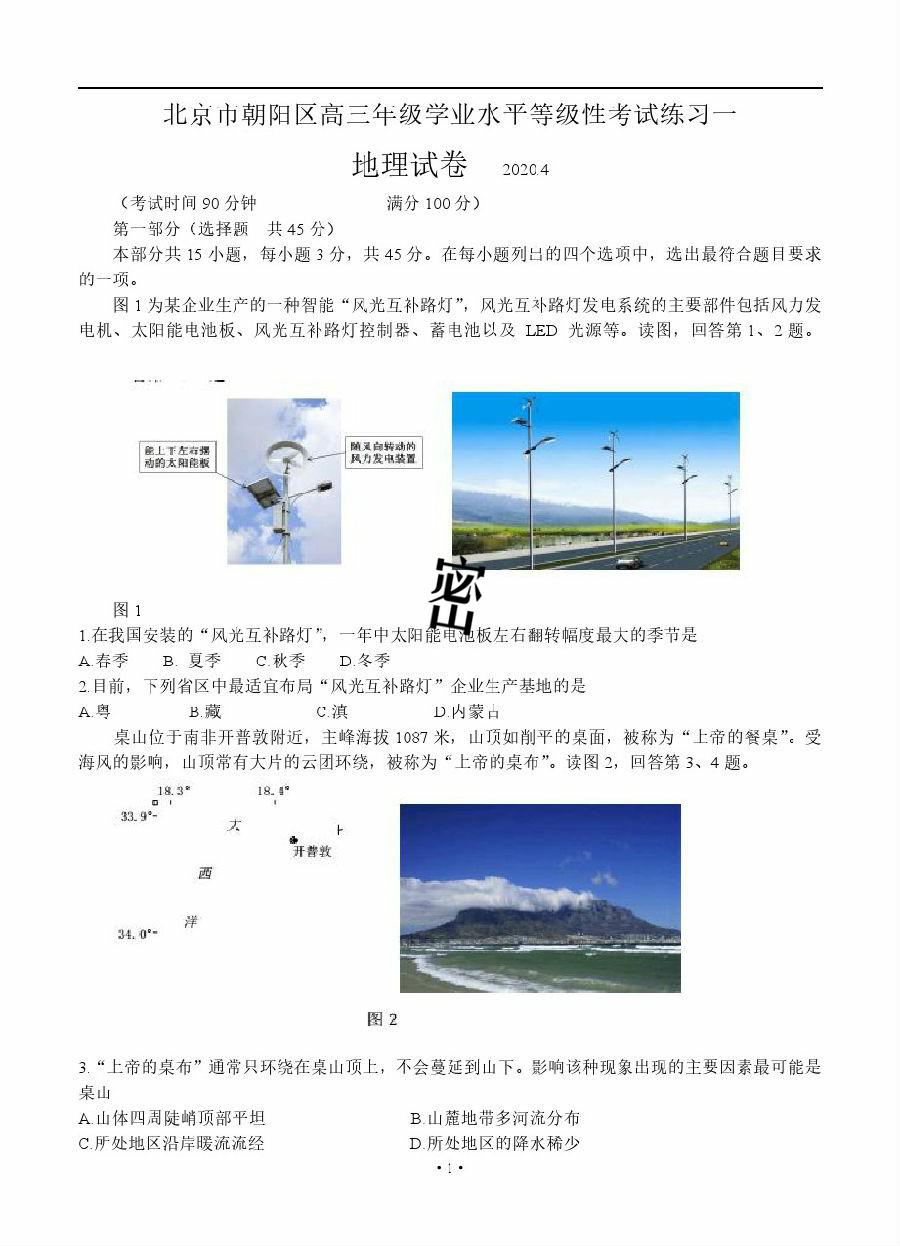 北京市朝阳区高三年级学业水平等级性考试练习一
地理试卷 2020.4
（考试时间 90 分钟 满分 100 分）
第一部分（选择题 共 45 分）
本部分共 15 小题，每小题 3 分，共 45 分。在每小题列出的四个选项中，选出最符合题目要求
的一项。
图 1 为某企业生产的一种智能“风光互补路灯”，风光互补路灯发电系统的主要部件包括风力发
电机、太阳能电池板、风光互补路灯控制器、蓄电池以及 LED 光源等。读图，回答第 1、2 题。
能上下左右摆
动的太阳能板
随风向转动的
风力发电装置
密
山
图 1
1.在我国安装的“风光互补路灯”，一年中太阳能电池板左右翻转幅度最大的季节是
A.春季 B. 夏季 C.秋季 D.冬季
2.目前，下列省区中最适宜布局“风光互补路灯”企业生产基地的是
A.粤 B.藏 C.滇 D.内蒙古
桌山位于南非开普敦附近，主峰海拔 1087 米，山顶如削平的桌面，被称为“上帝的餐桌”。受
海风的影响，山顶常有大片的云团环绕，被称为“上帝的桌布”。读图 2，回答第 3、4 题。
18.3° 18.4°
33.9°
大
开普敦
西
洋
34.0°
图 2
3.“上帝的桌布”通常只环绕在桌山顶上，不会蔓延到山下。影响该种现象出现的主要因素最可能是
桌山
A.山体四周陡峭顶部平坦 B.山麓地带多河流分布
C.所处地区沿岸暖流流经 D.所处地区的降水稀少
·1·